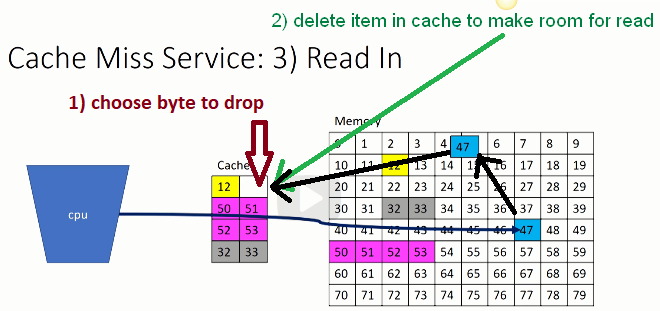 2) delete item in cache to make room for read
Cache Miss Service: 3) Read In
1) choose byte to drop
Memory
0 1 2 3 4 47 6 7 8 9
Cache
10 11 12 13 14 15 16 17 18 19
12
20 21 22 23 24 25 26 27 28 29
cpu
50 51
30 31 32 33 34 35 36 37 38 39
52 53
40 41 42 43 44 45 46 47 48 49
32 33
50 51 52 53 54 55 56 57 58 59
60 61 62 63 64 65 66 67 68 69
70 71 72 73 74 75 76 77 78 79